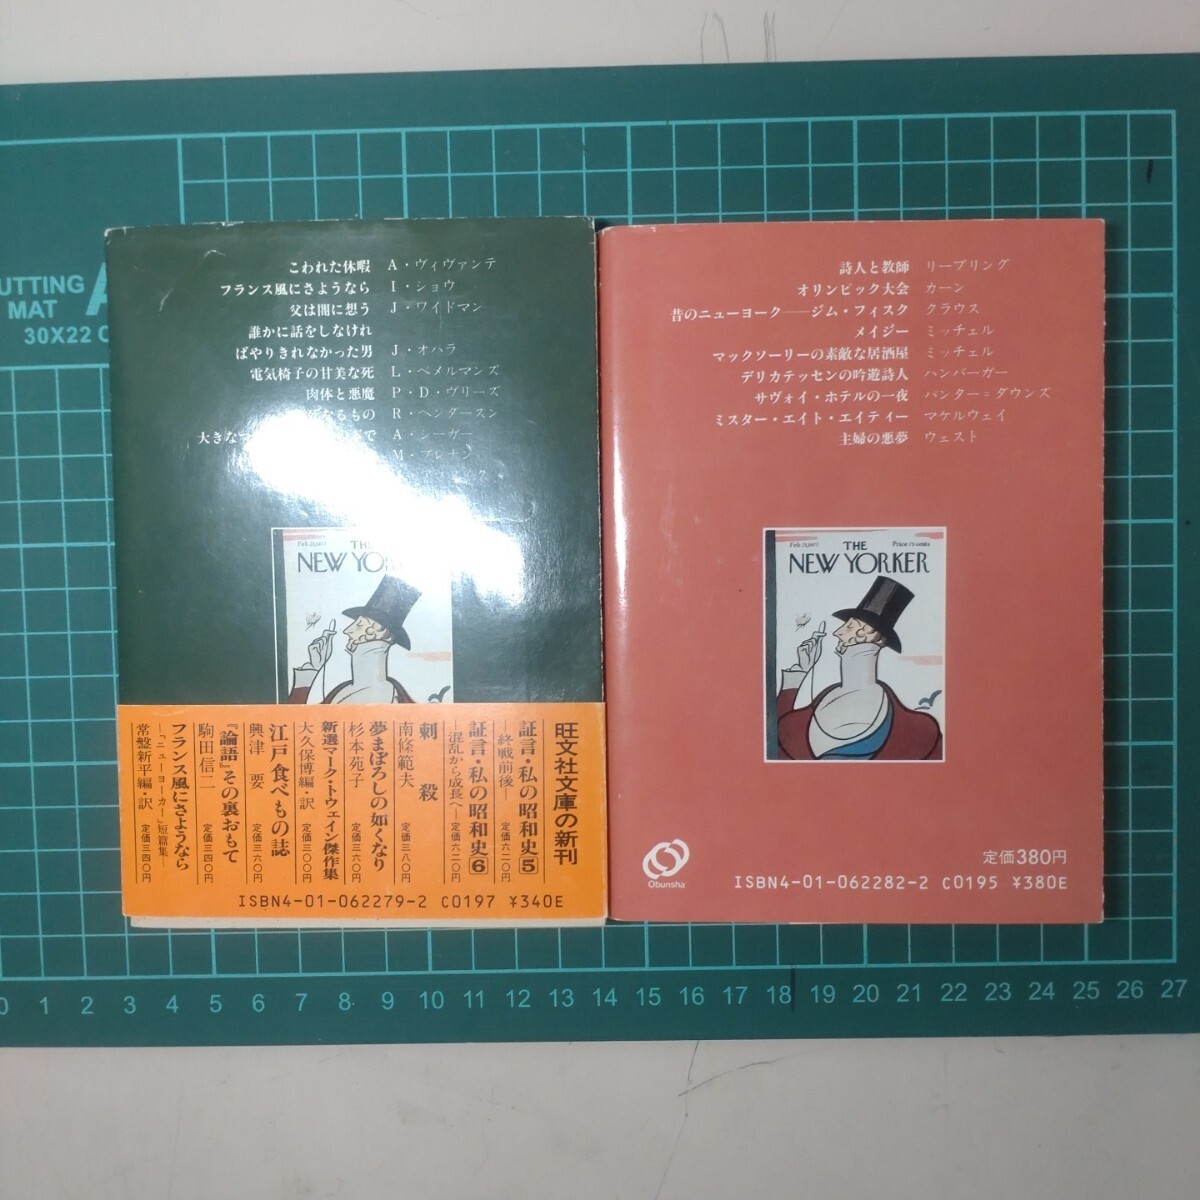 CUTTING
MAT
30X22 C
こわれた休暇 A・ヴィヴァンテ
フランス風にさようなら I・ショウ
父は闇に想う J・ワイドマン
誰かに話をしなけれ
ばやりきれなかった男 J・オハラ
電気椅子の甘美な死 L・ベメルマンズ
肉体と悪魔 P・D・ヴリーズ
死なるもの R・ヘンダースン
大きな で A・シーガー
M・ブレナン
ック
Feb.21,1977
THE
NEW YOR
旺文社文庫の新刊
証言・私の昭和史[5]
―終戦前後― 定価六二〇円
証言・私の昭和史[6]
―混乱から成長へ― 定価六二〇円
刺殺
南條範夫 定価三八〇円
夢まぼろしの如くなり
杉本苑子 定価三六〇円
新選マーク・トウェイン傑作集
大久保博編・訳 定価三〇〇円
江戸食べもの誌
興津 要 定価三六〇円
『論語』その裏おもて
駒田信二 定価三四〇円
フランス風にさようなら
―「ニューヨーカー」短篇集―
常盤新平編・訳 定価三四〇円
ISBN4-01-062279-2 C0197 ¥340E
詩人と教師 リーブリング
オリンピック大会 カーン
昔のニューヨーク――ジム・フィスク クラウス
メイジー ミッチェル
マックソーリーの素敵な居酒屋 ミッチェル
デリカテッセンの吟遊詩人 ハンバーガー
サヴォイ・ホテルの一夜 パンター=ダウンズ
ミスター・エイト・エイティー マケルウェイ
主婦の悪夢 ウェスト
Feb.21,1977 THE Price 75 cents
NEW YORKER
Obunsha
定価380円
ISBN4-01-062282-2 C0195 ¥380E
0 1 2 3 4 5 6 7 8 9 10 11 12 13 14 15 16 17 18 19 20 21 22 23 24 25 26 27